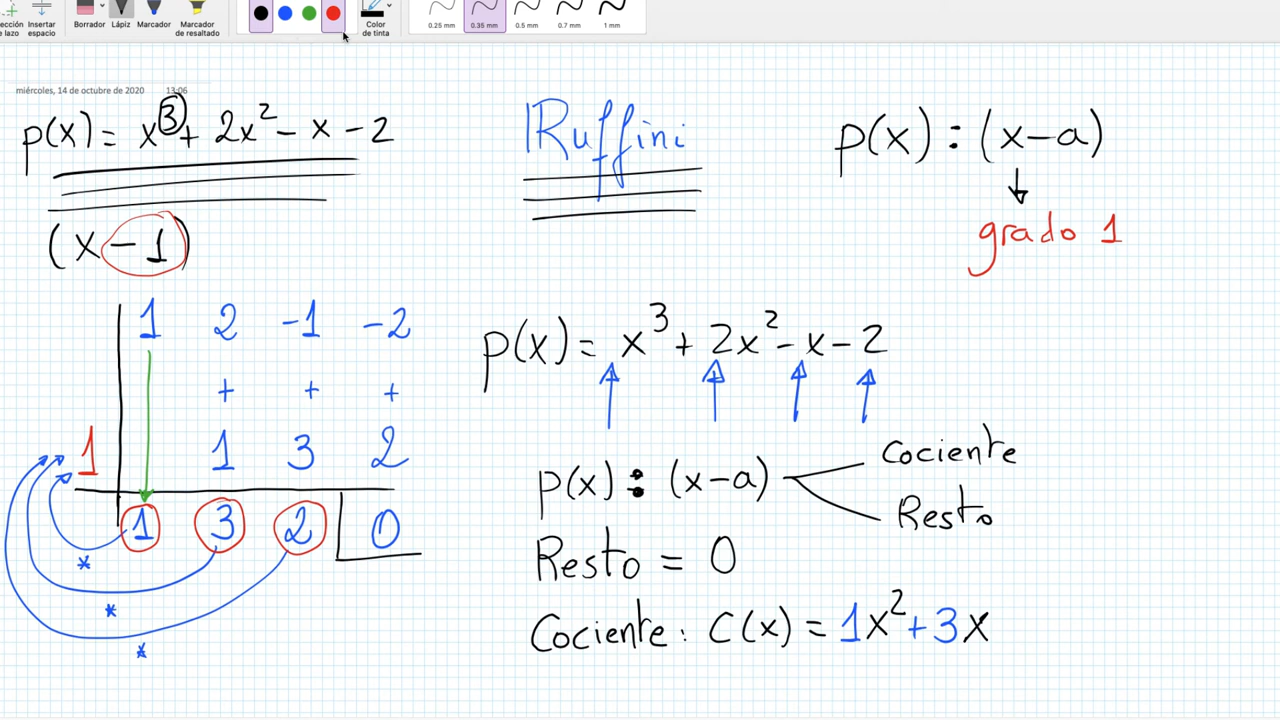 cción
e lazo
Insertar
espacio
Borrador
Lápiz
Marcador
Marcador
de resaltado
Color
de tinta
0.25 mm
0.35 mm
0.5 mm
0.7 mm
1 mm
miércoles, 14 de octubre de 2020 13:06
p(x) = x³ + 2x² - x - 2
(x - 1)
Ruffini
p(x) : (x-a)
grado 1
1 2 -1 -2
+ + +
1 1 3 2
1 3 2 0
*
*
*
p(x) = x³ + 2x² - x - 2
p(x) : (x-a)
Cociente
Resto
Resto = 0
Cociente : C(x) = 1x² + 3x